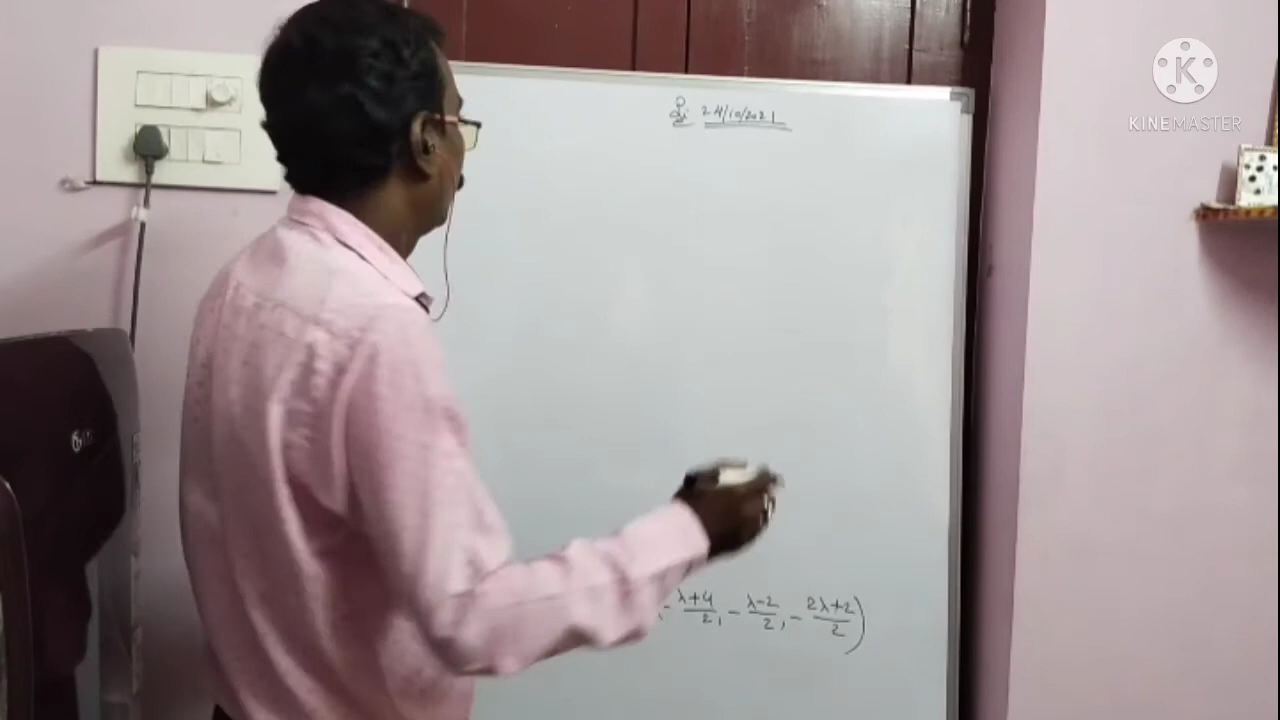 24/10/2021
K
KINEMASTER
- λ+4/2, - λ-2/2, - 2λ+2/2)